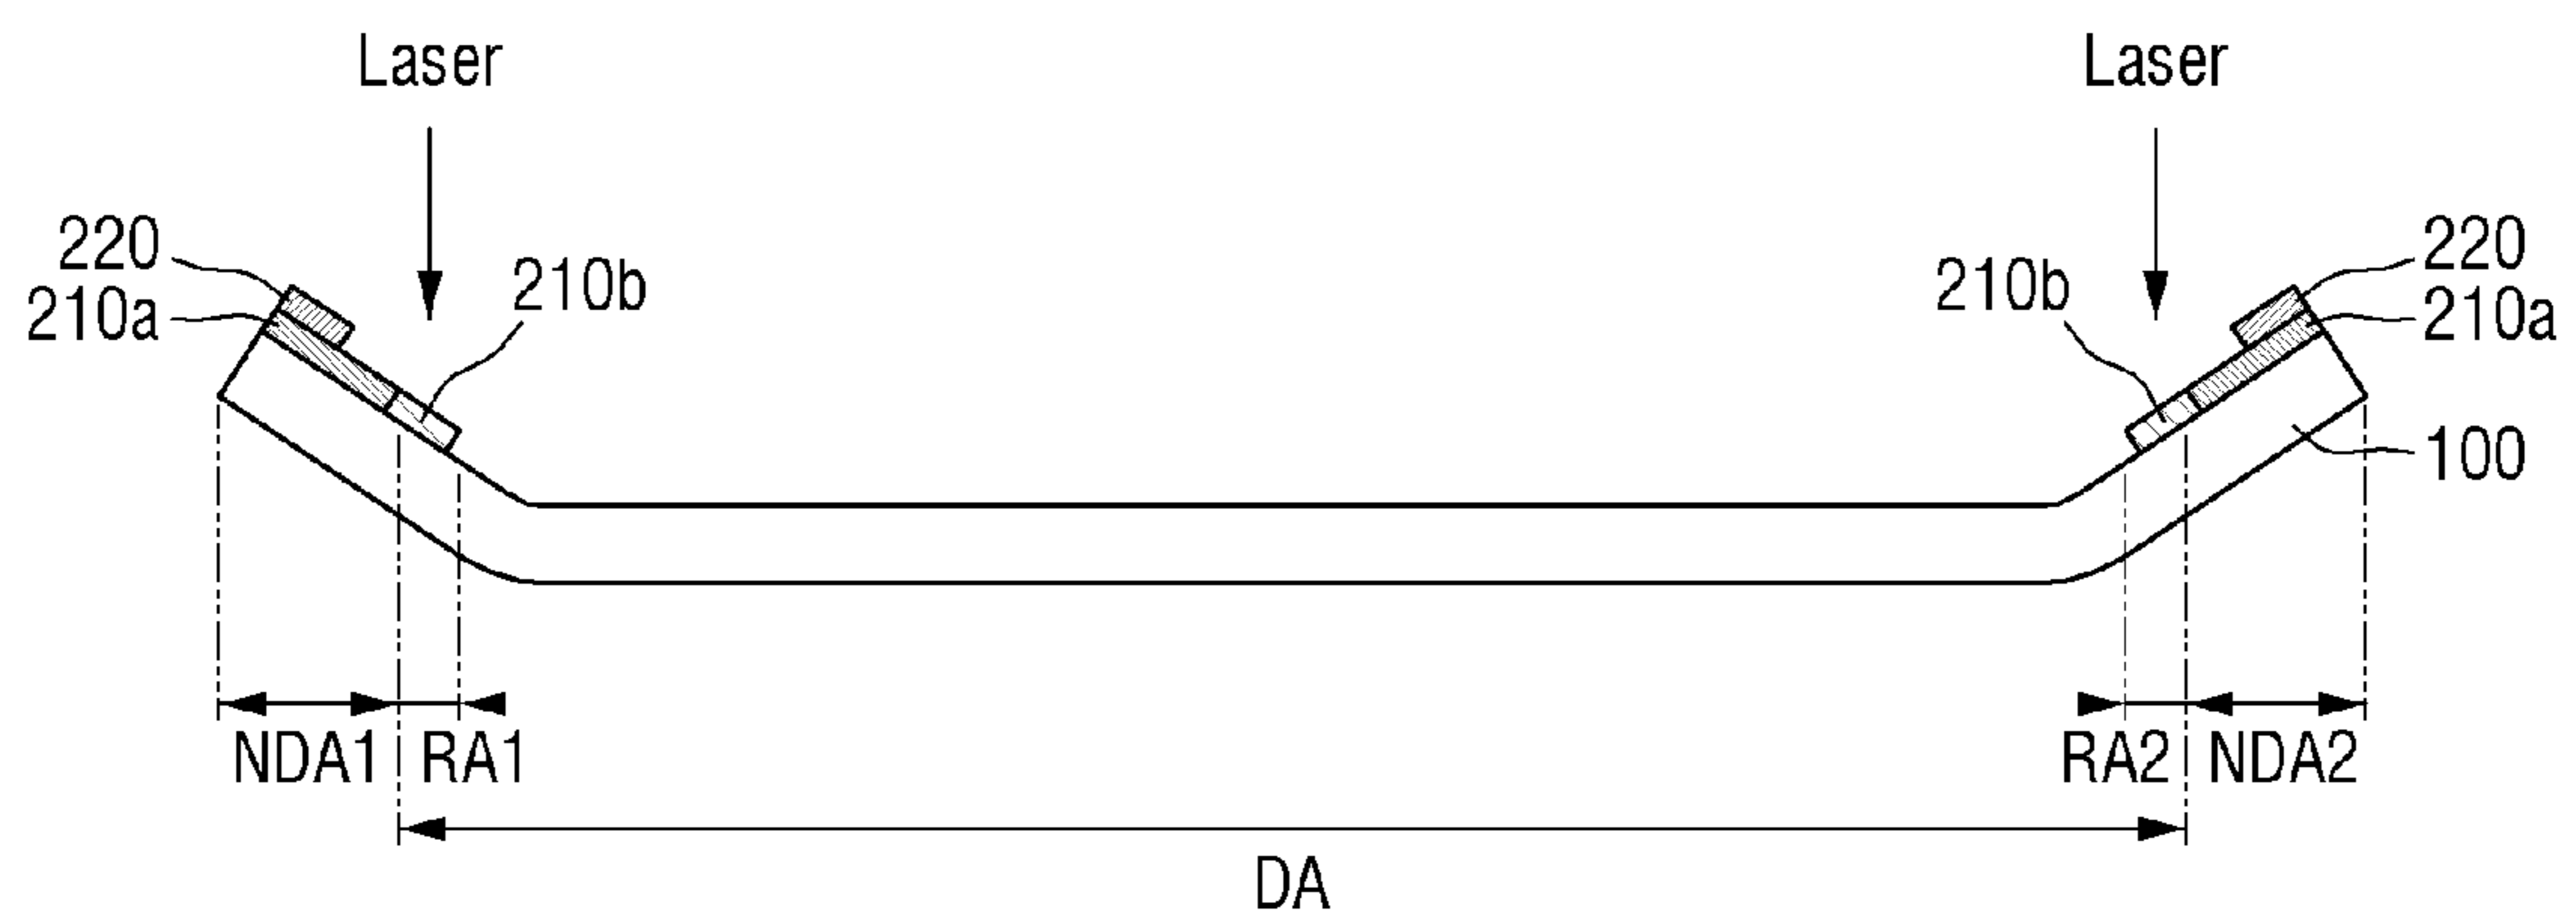 Laser Laser
220 220
210b 210b
210a 210a
100
NDA1 RA1 RA2 NDA2
DA